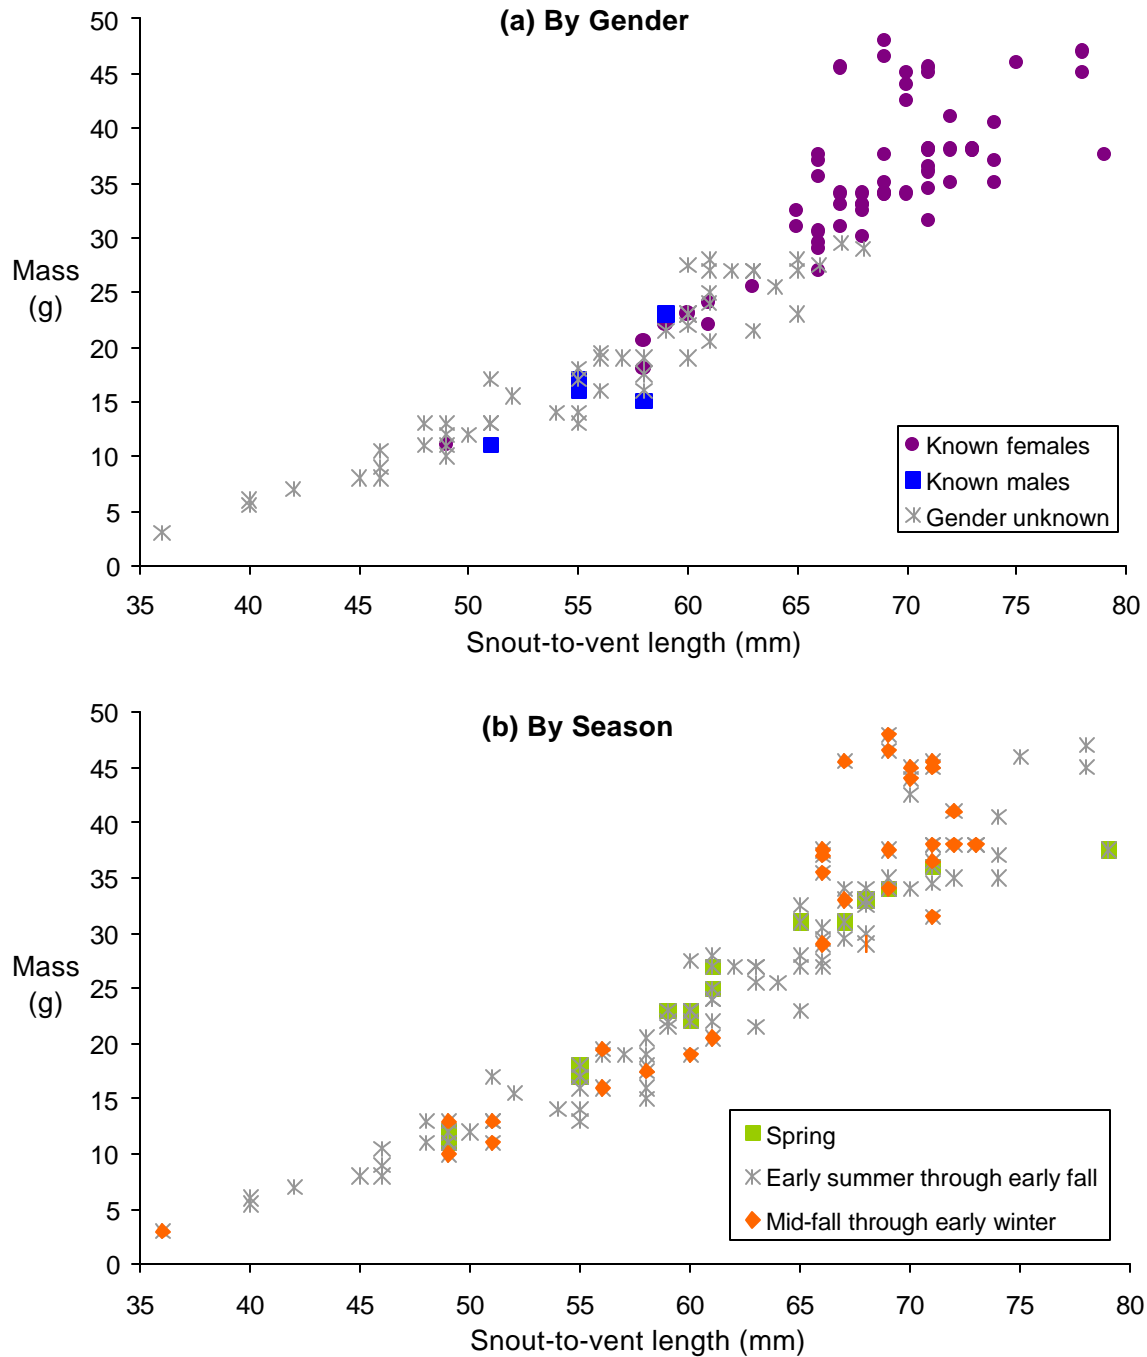 (a) By Gender
50
45
40
35
30
25
20
15
10
5
0
Mass
(g)
Known females
Known males
Gender unknown
35 40 45 50 55 60 65 70 75 80
Snout-to-vent length (mm)
(b) By Season
50
45
40
35
30
25
20
15
10
5
0
Mass
(g)
Spring
Early summer through early fall
Mid-fall through early winter
35 40 45 50 55 60 65 70 75 80
Snout-to-vent length (mm)